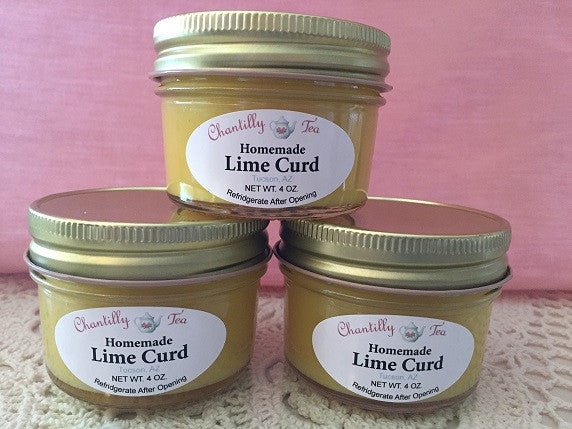 Chantilly Tea
Homemade
Lime Curd
Tucson, AZ
NET WT. 4 OZ.
Refridgerate After Opening
Chantilly Tea
Homemade
Lime Curd
Tucson, AZ
NET WT. 4 OZ.
Refridgerate After Opening
Chantilly Tea
Homemade
Lime Curd
Tucson, AZ
NET WT. 4 OZ.
Refridgerate After Opening